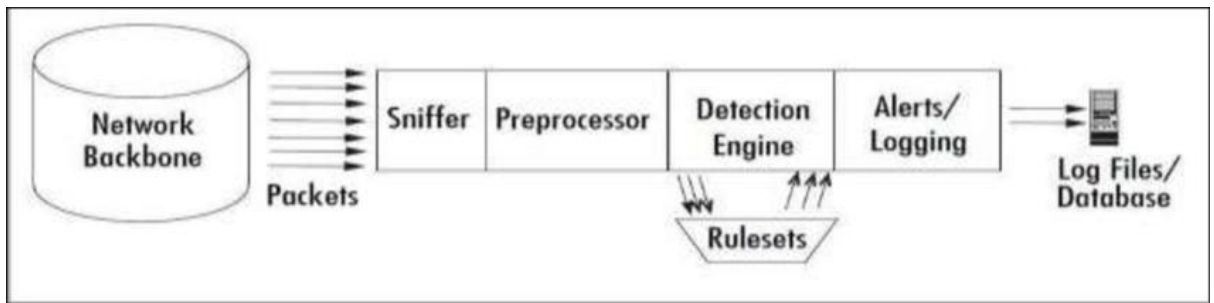 Network
Backbone
Packets
Sniffer
Preprocessor
Detection
Engine
Alerts/
Logging
Rulesets
Log Files/
Database